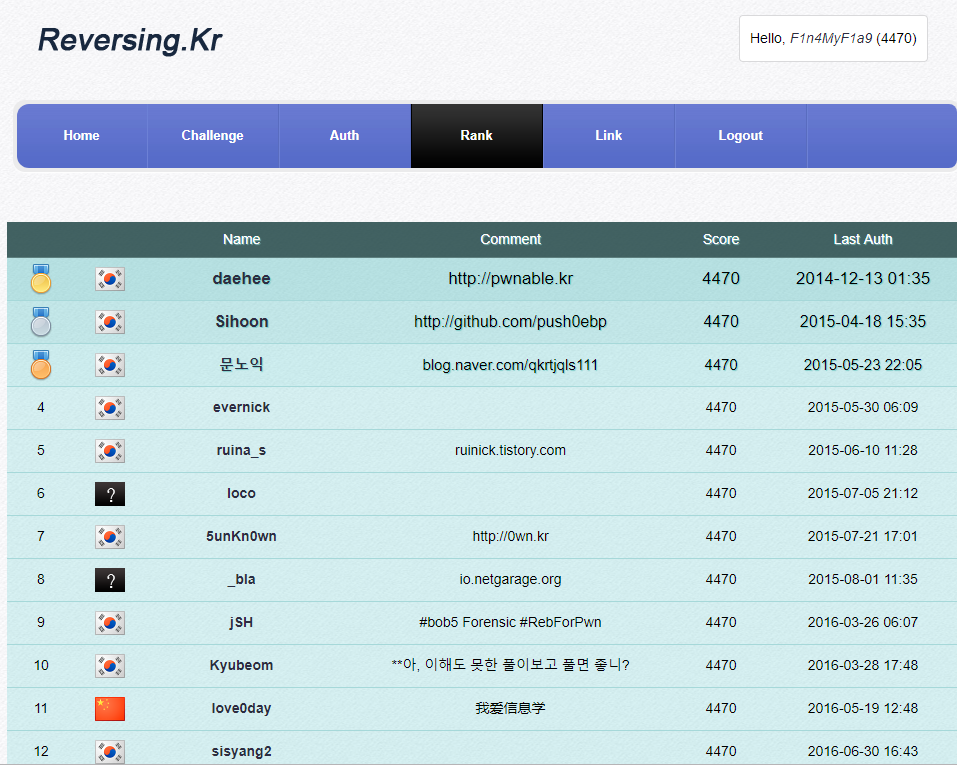 Reversing.Kr
Hello, F1n4MyF1a9 (4470)
Home Challenge Auth Rank Link Logout
Name Comment Score Last Auth
daehee http://pwnable.kr 4470 2014-12-13 01:35
Sihoon http://github.com/push0ebp 4470 2015-04-18 15:35
문노익 blog.naver.com/qkrtjqls111 4470 2015-05-23 22:05
4 evernick 4470 2015-05-30 06:09
5 ruina_s ruinick.tistory.com 4470 2015-06-10 11:28
6 ? loco 4470 2015-07-05 21:12
7 5unKn0wn http://0wn.kr 4470 2015-07-21 17:01
8 ? _bla io.netgarage.org 4470 2015-08-01 11:35
9 jSH #bob5 Forensic #RebForPwn 4470 2016-03-26 06:07
10 Kyubeom **아, 이해도 못한 풀이보고 풀면 좋니? 4470 2016-03-28 17:48
11 love0day 我爱信息学 4470 2016-05-19 12:48
12 sisyang2 4470 2016-06-30 16:43